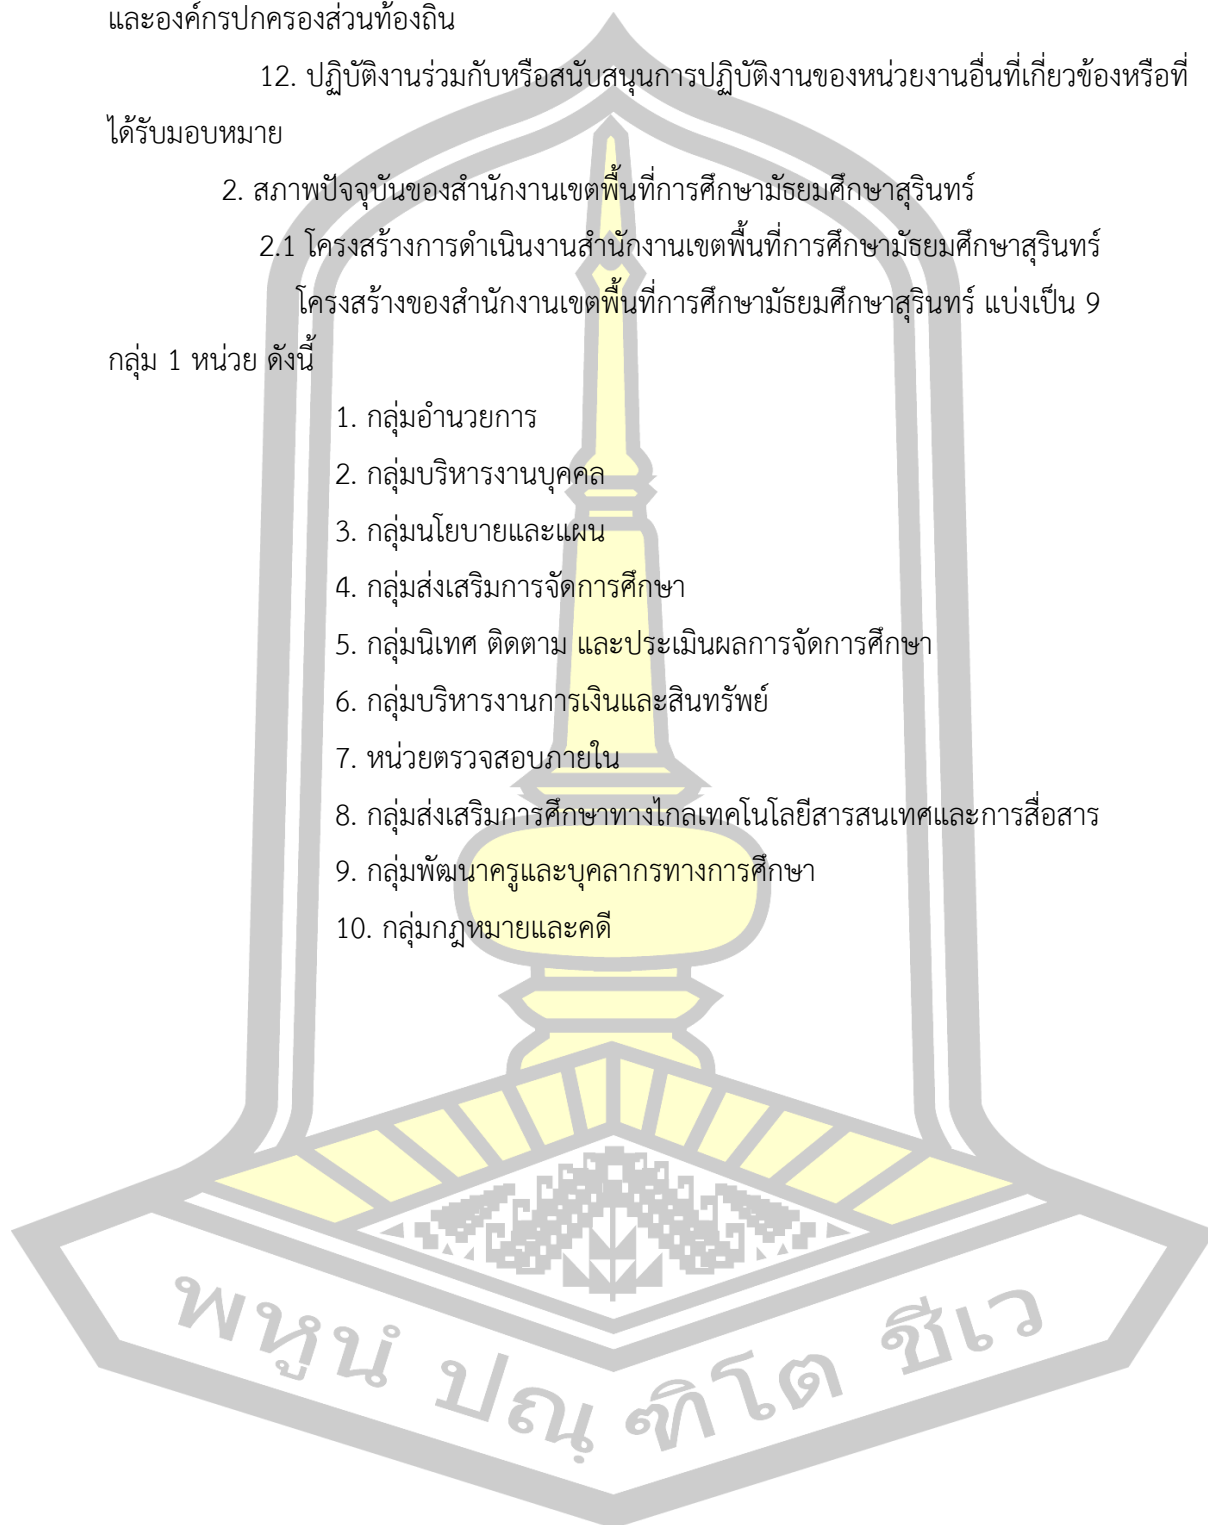 และองค์กรปกครองส่วนท้องถิ่น
12. ปฏิบัติงานร่วมกับหรือสนับสนุนการปฏิบัติงานของหน่วยงานอื่นที่เกี่ยวข้องหรือที่
ได้รับมอบหมาย
2. สภาพปัจจุบันของสำนักงานเขตพื้นที่การศึกษามัธยมศึกษาสุรินทร์
2.1 โครงสร้างการดำเนินงานสำนักงานเขตพื้นที่การศึกษามัธยมศึกษาสุรินทร์
โครงสร้างของสำนักงานเขตพื้นที่การศึกษามัธยมศึกษาสุรินทร์ แบ่งเป็น 9
กลุ่ม 1 หน่วย ดังนี้
1. กลุ่มอำนวยการ
2. กลุ่มบริหารงานบุคคล
3. กลุ่มนโยบายและแผน
4. กลุ่มส่งเสริมการจัดการศึกษา
5. กลุ่มนิเทศ ติดตาม และประเมินผลการจัดการศึกษา
6. กลุ่มบริหารงานการเงินและสินทรัพย์
7. หน่วยตรวจสอบภายใน
8. กลุ่มส่งเสริมการศึกษาทางไกลเทคโนโลยีสารสนเทศและการสื่อสาร
9. กลุ่มพัฒนาครูและบุคลากรทางการศึกษา
10. กลุ่มกฎหมายและคดี
พหูนํ ปณฺ ฑิโต ชีเว